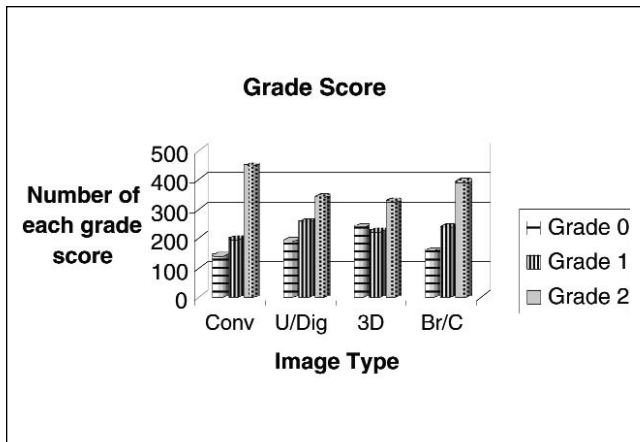 Grade Score
Number of
each grade
score
500
400
300
200
100
0
Conv
U/Dig
3D
Br/C
Image Type
Grade 0
Grade 1
Grade 2